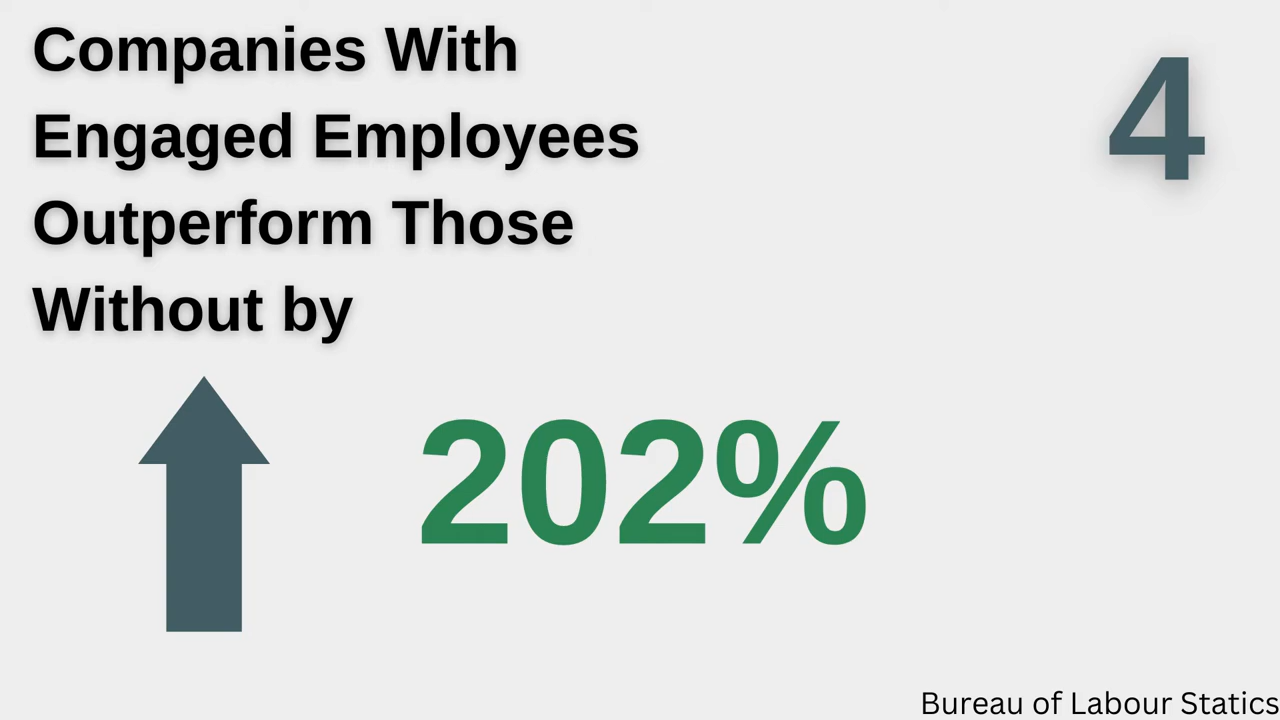 Companies With
4
Engaged Employees
Outperform Those
Without by
202%
Bureau of Labour Statics